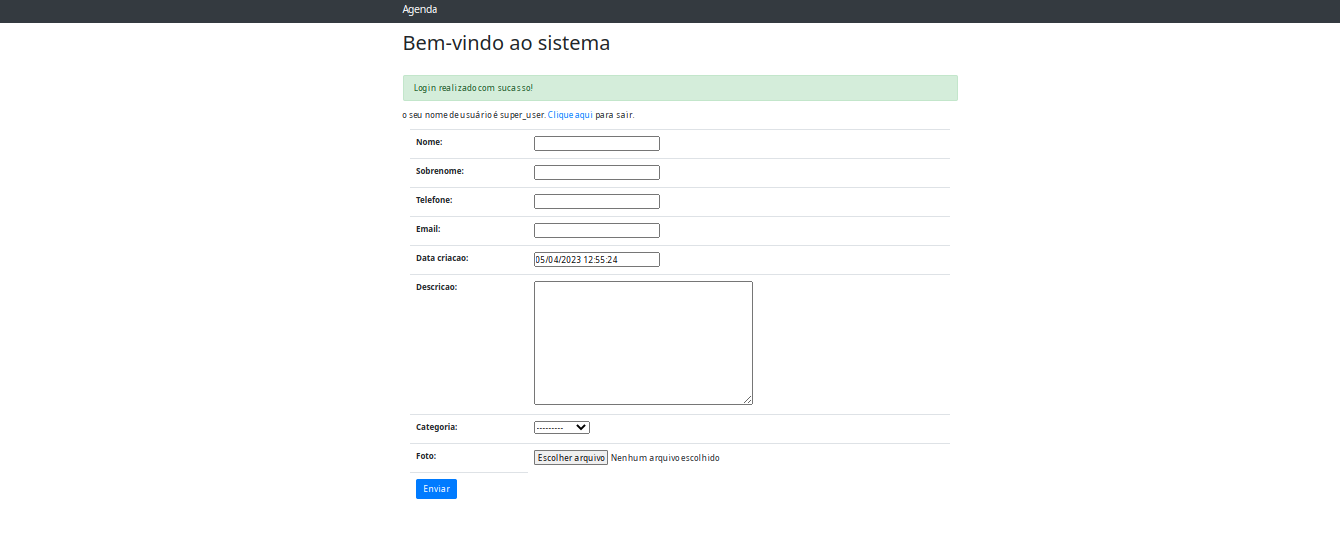 Agenda
Bem-vindo ao sistema
Login realizado com sucasso!
o seu nome de usuário é super_user. Clique aqui para sair.
Nome:
Sobrenome:
Telefone:
Email:
Data criacao: 05/04/2023 12:55:24
Descricao:
Categoria: ---------
Foto: Escolher arquivo Nenhum arquivo escolhido
Enviar